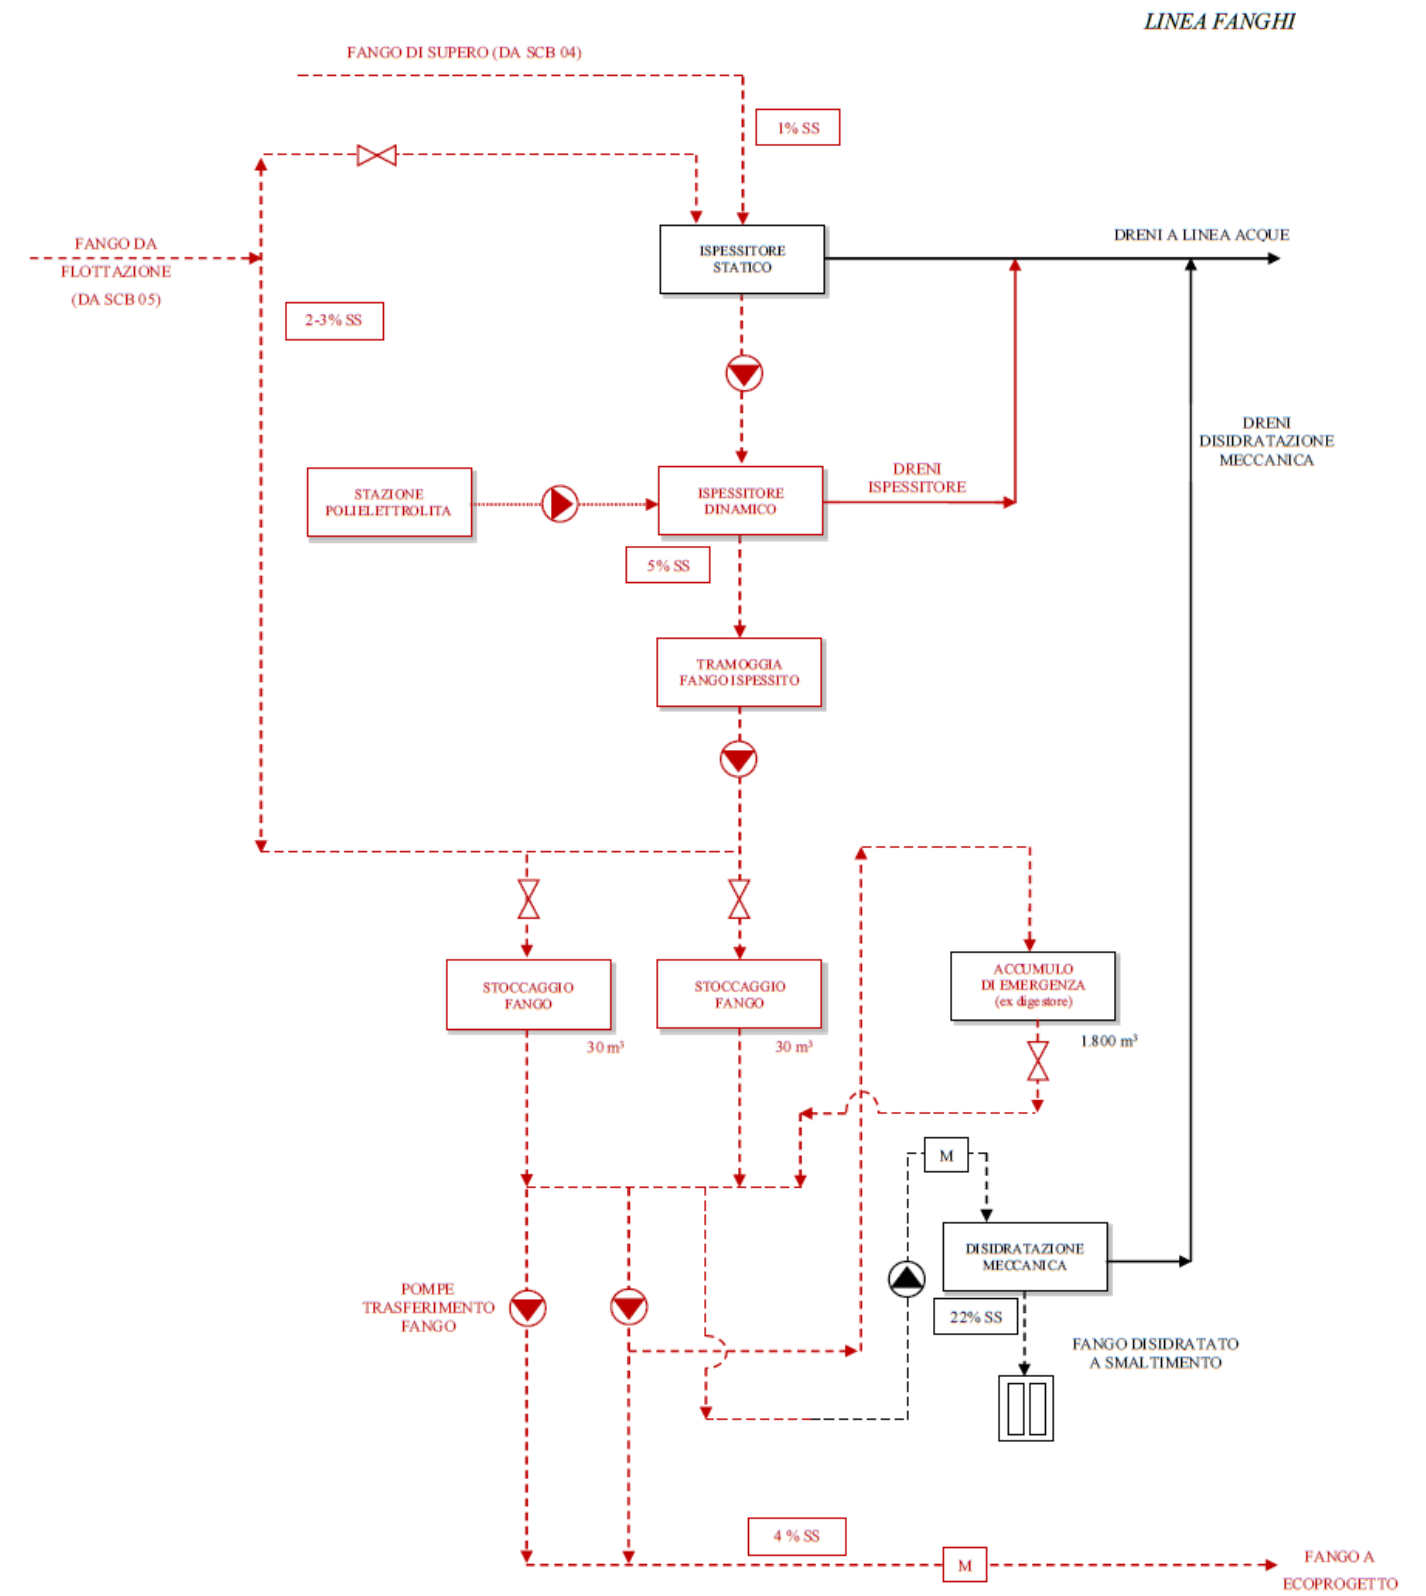 LINEA FANGHI
FANGO DI SUPERO (DA SCB 04)
1% SS
FANGO DA
FLOTTAZIONE
(DA SCB 05)
2-3% SS
ISPESSITORE
STATICO
DRENI A LINEA ACQUE
DRENI
DISIDRATAZIONE
MECCANICA
STAZIONE
POLIELETTROLITA
ISPESSITORE
DINAMICO
DRENI
ISPESSITORE
5% SS
TRAMOGGIA
FANGO ISPESSITO
STOCCAGGIO
FANGO
30 m³
STOCCAGGIO
FANGO
30 m³
ACCUMULO
DI EMERGENZA
(ex digestore)
1.800 m³
M
DISIDRATAZIONE
MECCANICA
22% SS
POMPE
TRASFERIMENTO
FANGO
FANGO DISIDRATATO
A SMALTIMENTO
4 % SS
M
FANGO A
ECOPROGETTO